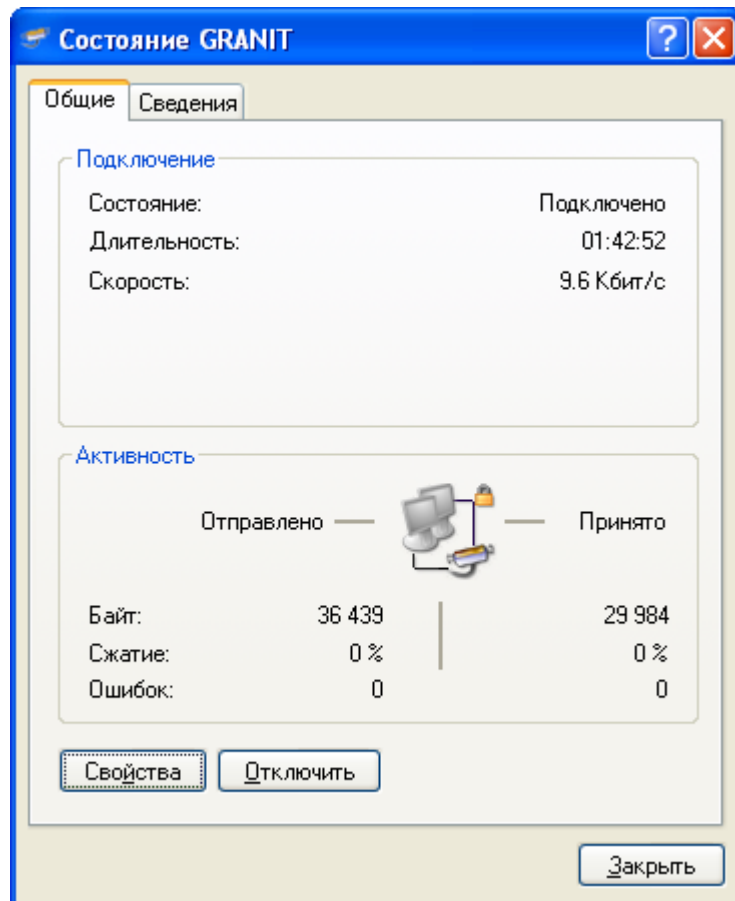 Состояние GRANIT
Общие Сведения
Подключение
Состояние: Подключено
Длительность: 01:42:52
Скорость: 9.6 Кбит/с
Активность
Отправлено Принято
Байт: 36 439 29 984
Сжатие: 0 % 0 %
Ошибок: 0 0
Свойства Отключить
Закрыть